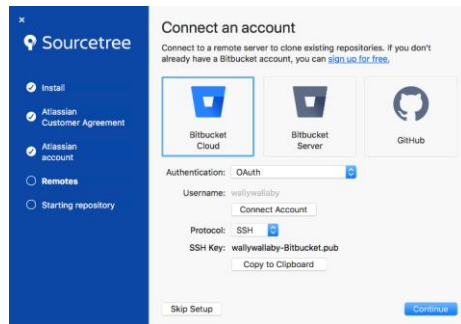 Sourcetree
Install
Atlassian
Customer Agreement
Atlassian
account
Remotes
Starting repository
Connect an account
Connect to a remote server to clone existing repositories. If you don't
already have a Bitbucket account, you can sign up for free.
Bitbucket
Cloud
Bitbucket
Server
GitHub
Authentication: OAuth
Username: wallywallaby
Connect Account
Protocol: SSH
SSH Key: wallywallaby-Bitbucket.pub
Copy to Clipboard
Skip Setup
Continue